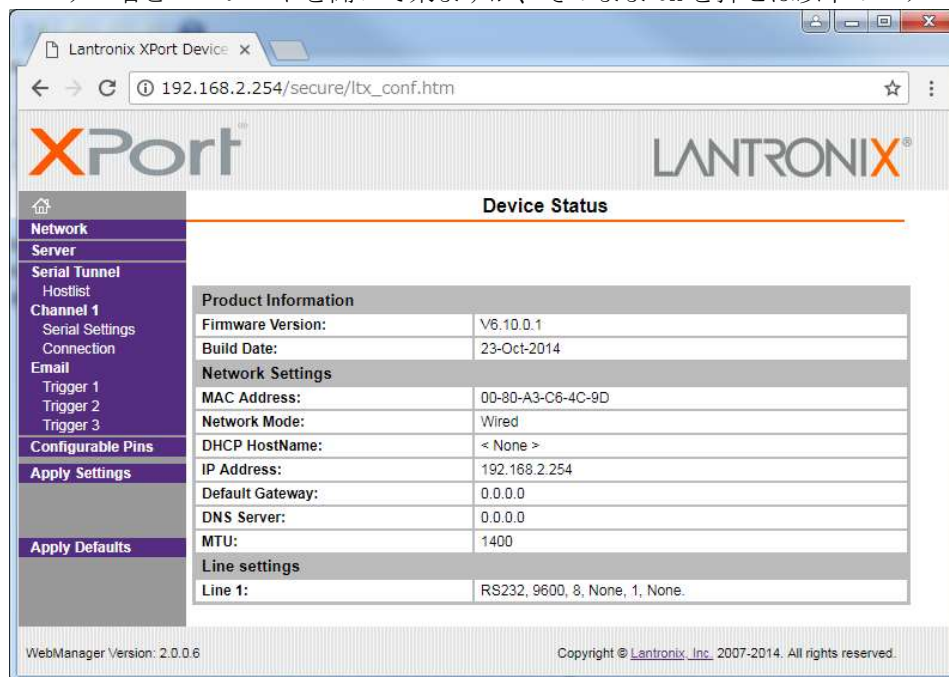 Lantronix XPort Device
192.168.2.254/secure/ltx_conf.htm
XPort®
LANTRONIX®
Device Status
Network
Server
Serial Tunnel
Hostlist
Channel 1
Serial Settings
Connection
Email
Trigger 1
Trigger 2
Trigger 3
Configurable Pins
Apply Settings
Apply Defaults
Product Information
Firmware Version: V6.10.0.1
Build Date: 23-Oct-2014
Network Settings
MAC Address: 00-80-A3-C6-4C-9D
Network Mode: Wired
DHCP HostName: < None >
IP Address: 192.168.2.254
Default Gateway: 0.0.0.0
DNS Server: 0.0.0.0
MTU: 1400
Line settings
Line 1: RS232, 9600, 8, None, 1, None.
WebManager Version: 2.0.0.6
Copyright © Lantronix, Inc. 2007-2014. All rights reserved.